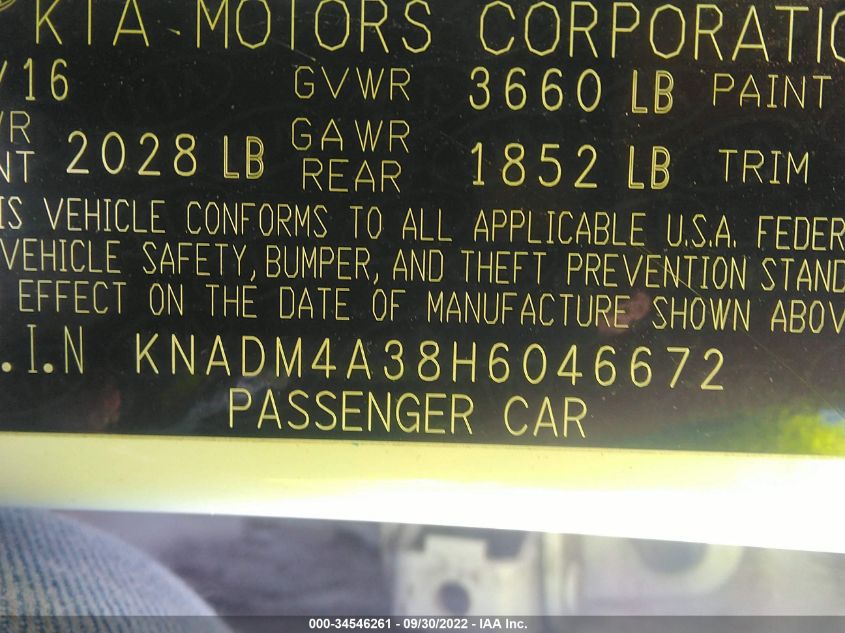 KIA MOTORS CORPORATIO
/16 GVWR 3660 LB PAINT
WR GAWR
NT 2028 LB REAR 1852 LB TRIM
IS VEHICLE CONFORMS TO ALL APPLICABLE U.S.A. FEDER
VEHICLE SAFETY, BUMPER, AND THEFT PREVENTION STAND
EFFECT ON THE DATE OF MANUFACTURE SHOWN ABOV
.I.N KNADM4A38H6046672
PASSENGER CAR
000-34546261 - 09/30/2022 - IAA Inc.